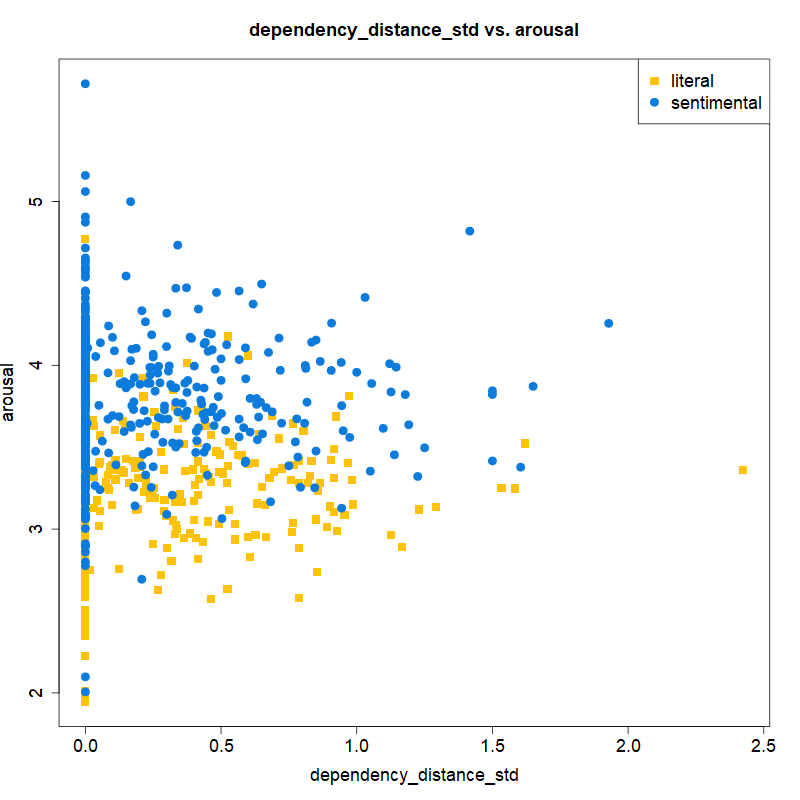 dependency_distance_std vs. arousal
literal
sentimental
5
4
3
2
arousal
0.0 0.5 1.0 1.5 2.0 2.5
dependency_distance_std